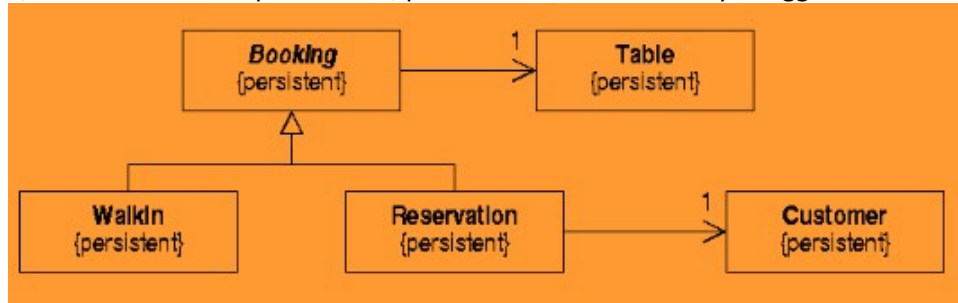 Booking
{persistent}
1
Table
{persistent}
WalkIn
{persistent}
Reservation
{persistent}
1
Customer
{persistent}